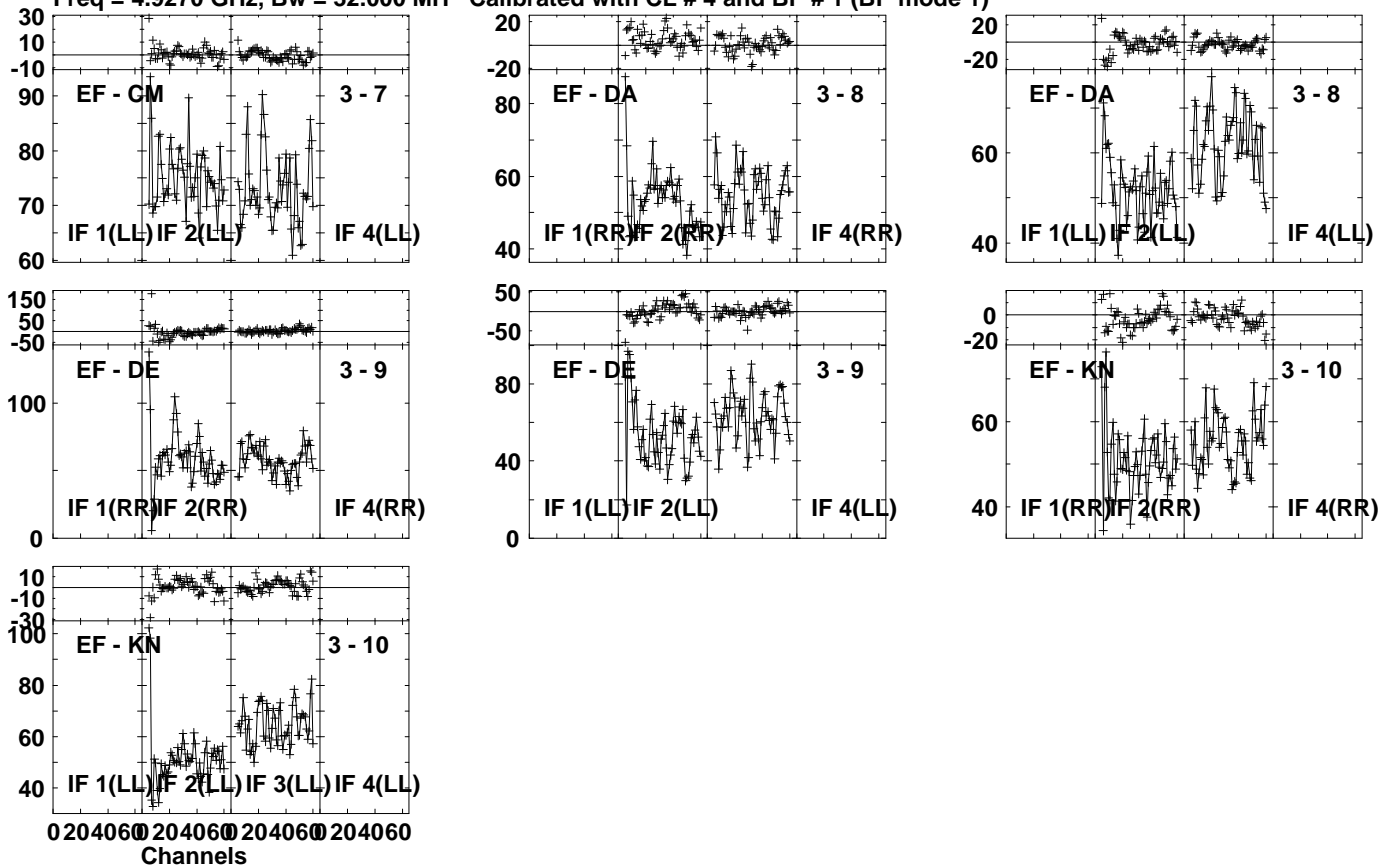 Freq = 4.9270 GHz, Bw = 32.000 MH Calibrated with CL # 4 and BP # 1 (BP mode 1)
30
10
-10
90
80
70
60
EF - CM
3 - 7
IF 1(LL) IF 2(LL) IF 4(LL)
20
-20
80
60
40
EF - DA
3 - 8
IF 1(RR) IF 2(RR) IF 4(RR)
20
-20
60
40
EF - DA
3 - 8
IF 1(LL) IF 2(LL) IF 4(LL)
150
50
-50
100
0
EF - DE
3 - 9
IF 1(RR) IF 2(RR) IF 4(RR)
50
-50
80
40
0
EF - DE
3 - 9
IF 1(LL) IF 2(LL) IF 4(LL)
0
-20
60
40
EF - KN
3 - 10
IF 1(RR) IF 2(RR) IF 4(RR)
10
-10
-30
100
80
60
40
EF - KN
3 - 10
IF 1(LL) IF 2(LL) IF 3(LL) IF 4(LL)
0 20 40 60 0 20 40 60 0 20 40 60 0 20 40 60
Channels